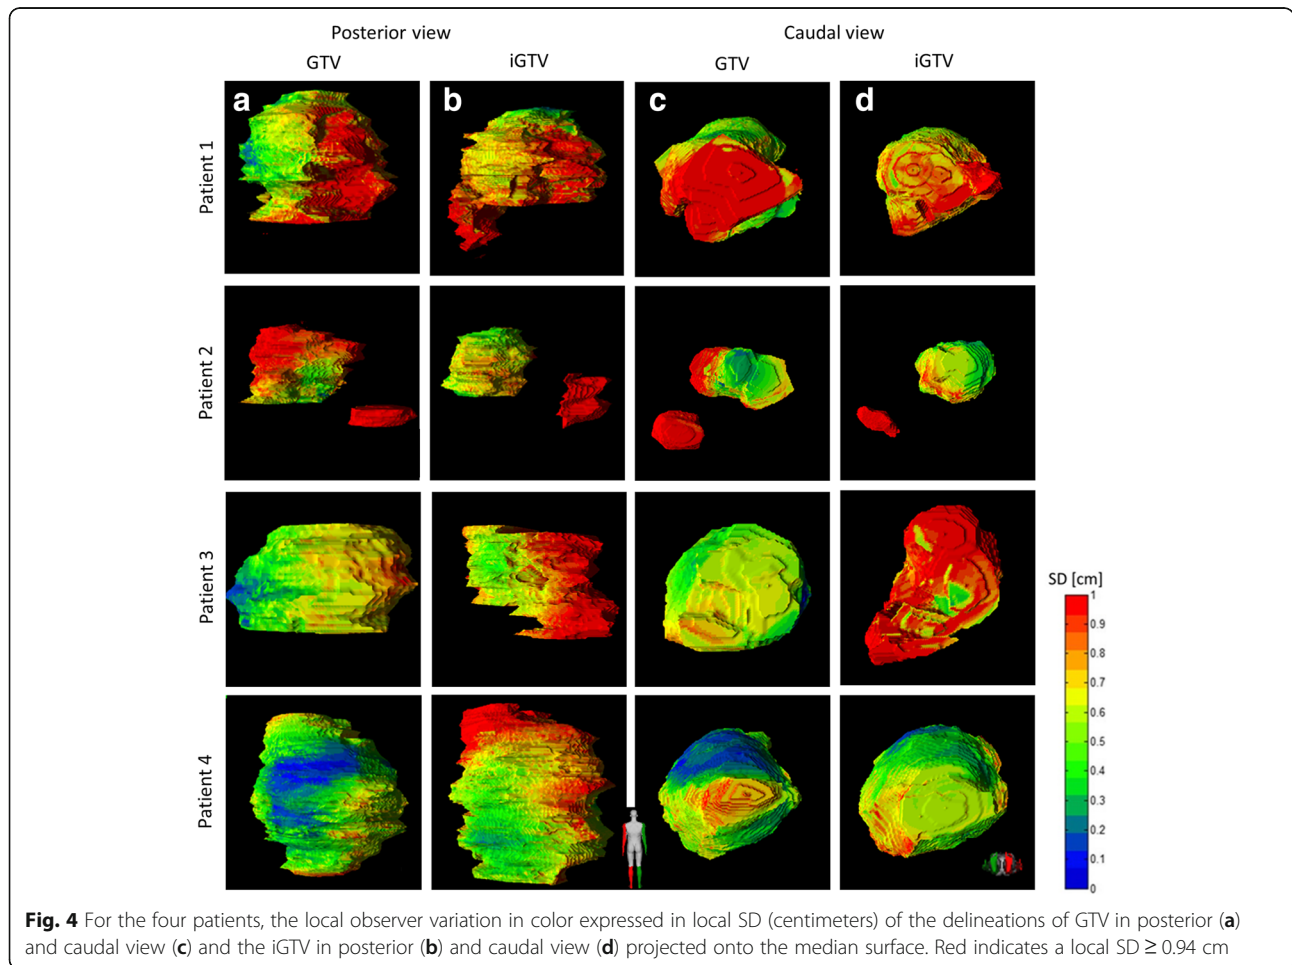 Posterior view
Caudal view
GTV
iGTV
GTV
iGTV
a
b
c
d
Patient 1
Patient 2
Patient 3
Patient 4
SD [cm]
1
0.9
0.8
0.7
0.6
0.5
0.4
0.3
0.2
0.1
0
Fig. 4 For the four patients, the local observer variation in color expressed in local SD (centimeters) of the delineations of GTV in posterior (a)
and caudal view (c) and the iGTV in posterior (b) and caudal view (d) projected onto the median surface. Red indicates a local SD ≥ 0.94 cm